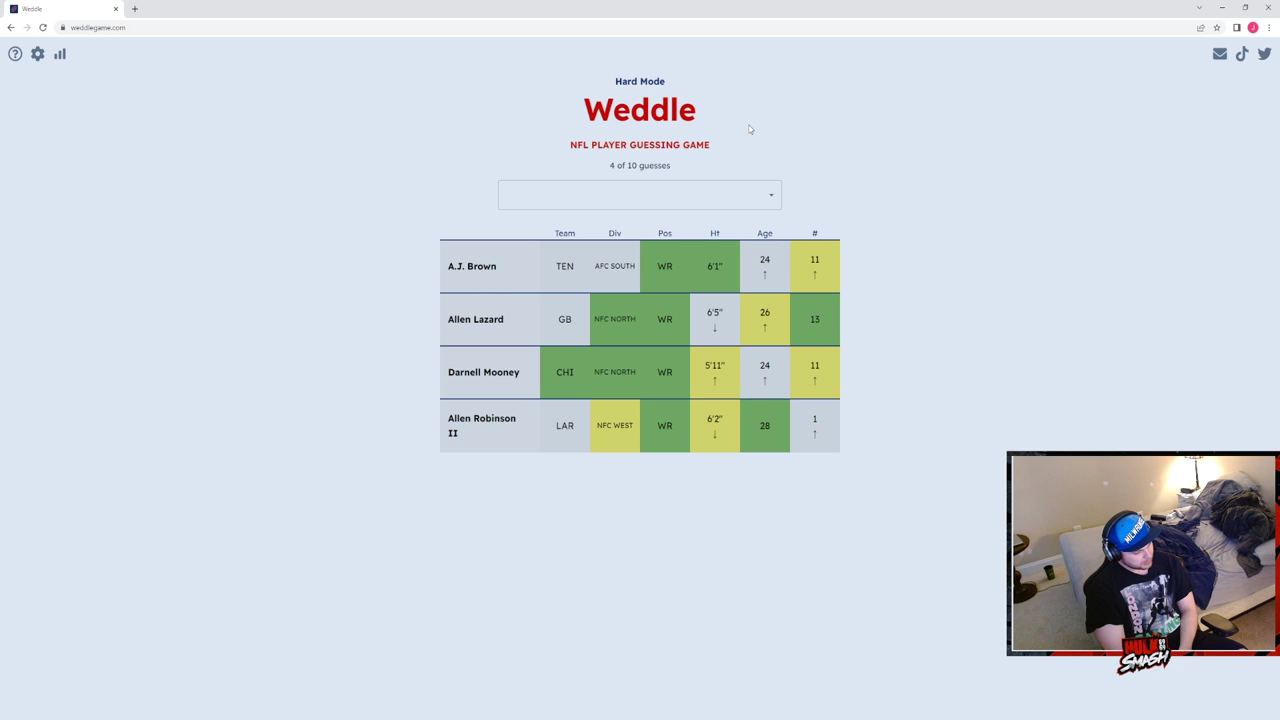 Weddle
weddlegame.com
J
Hard Mode
Weddle
NFL PLAYER GUESSING GAME
4 of 10 guesses
Team Div Pos Ht Age #
A.J. Brown TEN AFC SOUTH WR 6'1" 24 ↑ 11 ↑
Allen Lazard GB NFC NORTH WR 6'5" ↓ 26 ↑ 13
Darnell Mooney CHI NFC NORTH WR 5'11" ↑ 24 ↑ 11 ↑
Allen Robinson II LAR NFC WEST WR 6'2" ↓ 28 1 ↑
LONDON
HULK
SMASH